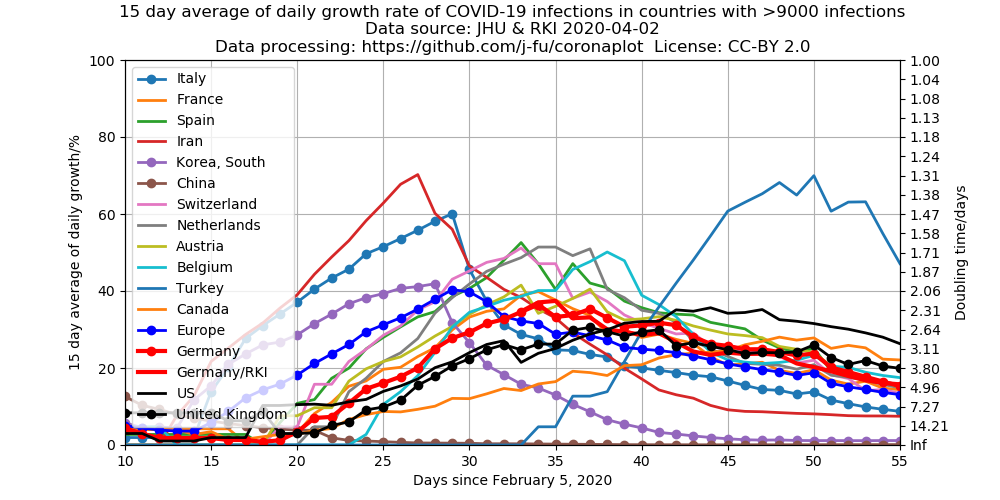 15 day average of daily growth rate of COVID-19 infections in countries with >9000 infections
Data source: JHU & RKI 2020-04-02
Data processing: https://github.com/j-fu/coronaplot License: CC-BY 2.0
15 day average of daily growth/%
100
80
60
40
20
0
Italy
France
Spain
Iran
Korea, South
China
Switzerland
Netherlands
Austria
Belgium
Turkey
Canada
Europe
Germany
Germany/RKI
US
United Kingdom
1.00
1.04
1.08
1.13
1.18
1.24
1.31
1.38
1.47
1.58
1.71
1.87
2.06
2.31
2.64
3.11
3.80
4.96
7.27
14.21
Inf
Doubling time/days
10
15
20
25
30
35
40
45
50
55
Days since February 5, 2020